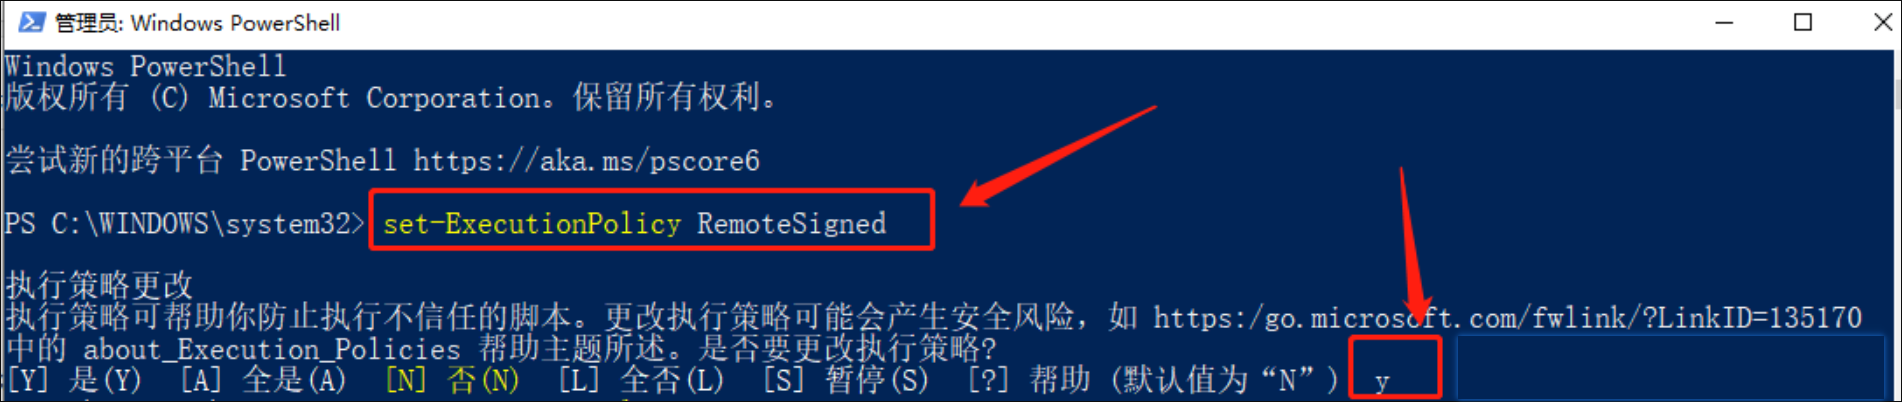 管理员: Windows PowerShell
Windows PowerShell
版权所有 (C) Microsoft Corporation。保留所有权利。
尝试新的跨平台 PowerShell https://aka.ms/pscore6
PS C:\WINDOWS\system32> set-ExecutionPolicy RemoteSigned
执行策略更改
执行策略可帮助你防止执行不信任的脚本。更改执行策略可能会产生安全风险，如 https:/go.microsoft.com/fwlink/?LinkID=135170
中的 about_Execution_Policies 帮助主题所述。是否要更改执行策略?
[Y] 是(Y)  [A] 全是(A)  [N] 否(N)  [L] 全否(L)  [S] 暂停(S)  [?] 帮助 (默认值为“N”) y